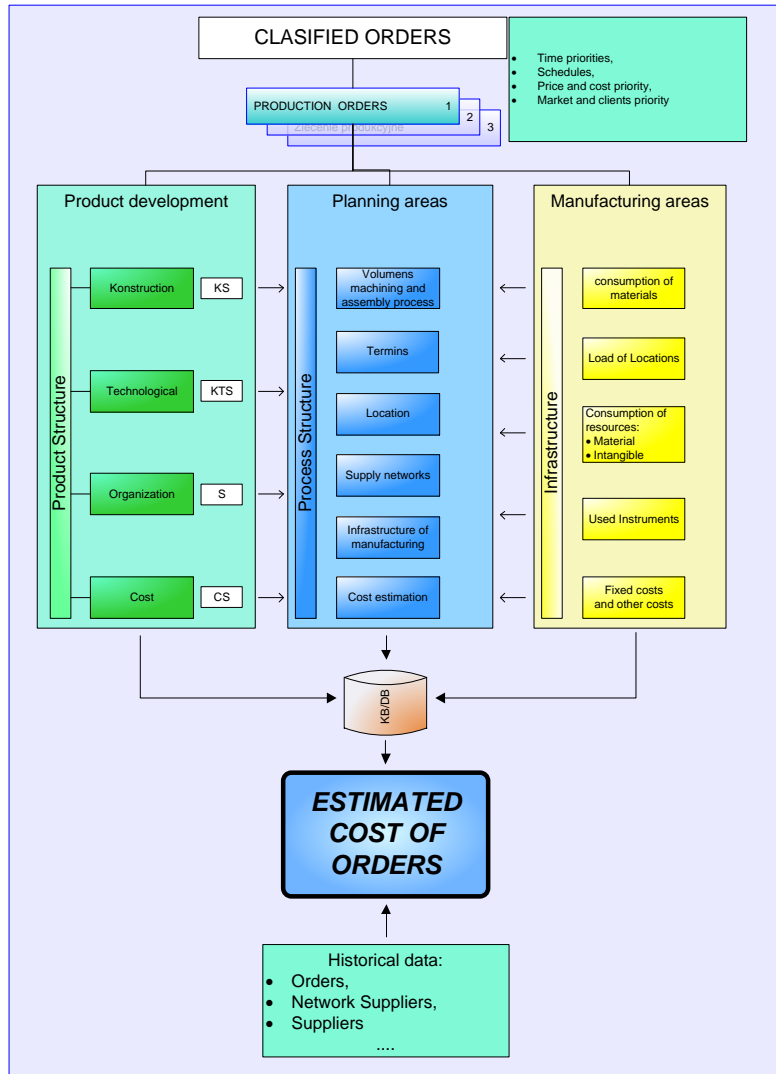 CLASIFIED ORDERS
• Time priorities,
• Schedules,
• Price and cost priority,
• Market and clients priority
PRODUCTION ORDERS 1
2
Zlecenie produkcyjne 3
Product development
Product Structure
Konstruction KS
Technological KTS
Organization S
Cost CS
Planning areas
Process Structure
Volumens
machining and
assembly process
Termins
Location
Supply networks
Infrastructure of
manufacturing
Cost estimation
Manufacturing areas
Infrastructure
consumption of
materials
Load of Locations
Consumption of
resources:
• Material
• Intangible
Used Instruments
Fixed costs
and other costs
KB/DB
ESTIMATED
COST OF
ORDERS
Historical data:
• Orders,
• Network Suppliers,
• Suppliers
....